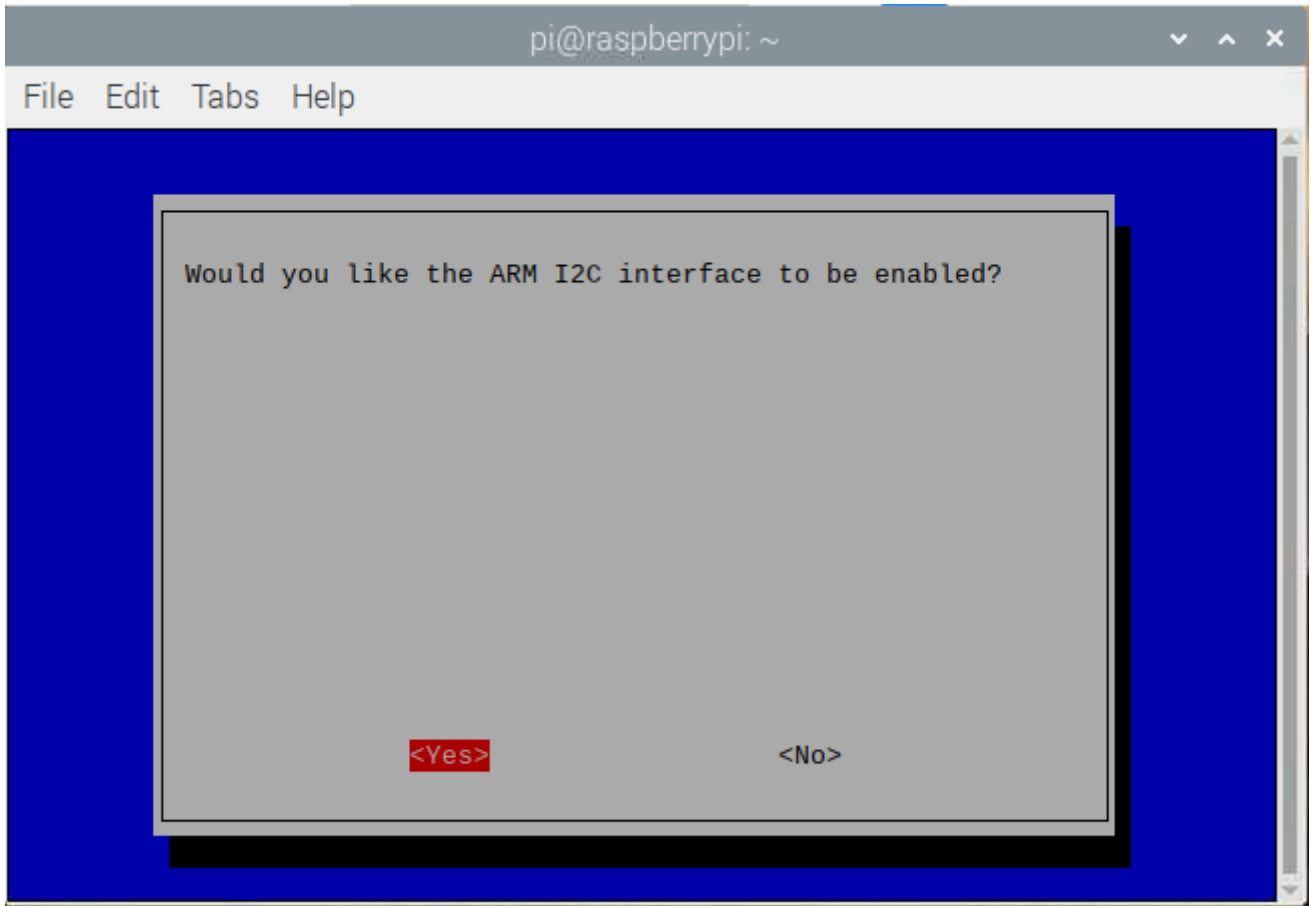 pi@raspberrypi: ~
File Edit Tabs Help
Would you like the ARM I2C interface to be enabled?
<Yes> <No>